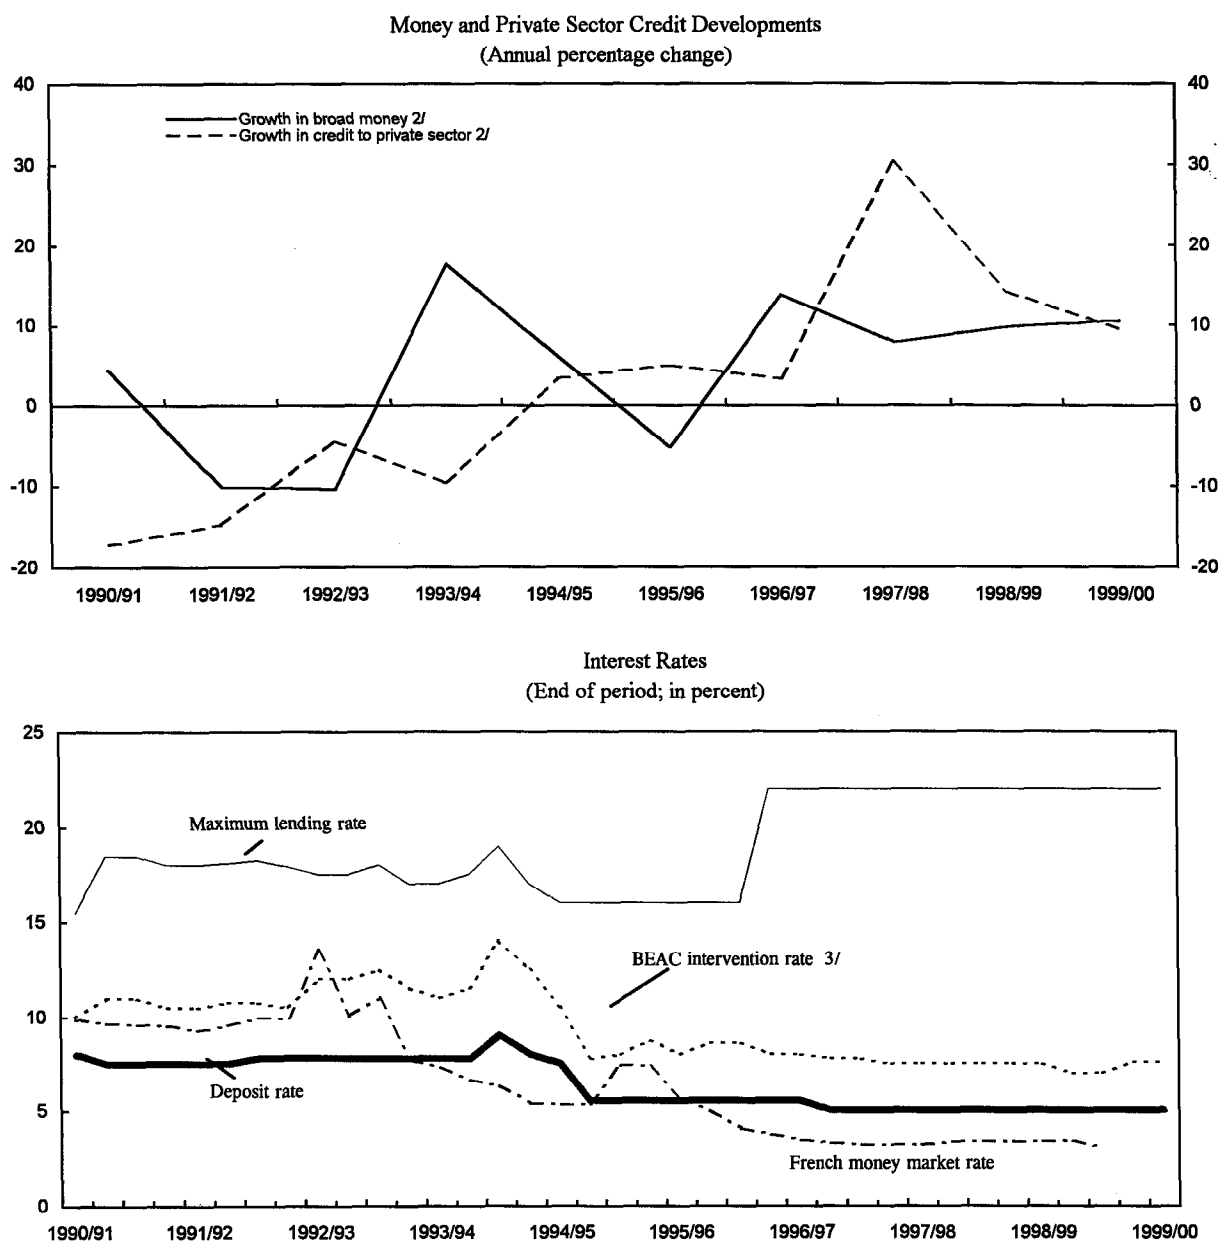 Money and Private Sector Credit Developments
(Annual percentage change)
40 40
Growth in broad money 2/
Growth in credit to private sector 2/
30 30
20 20
10 10
0 0
-10 -10
-20 -20
1990/91 1991/92 1992/93 1993/94 1994/95 1995/96 1996/97 1997/98 1998/99 1999/00
Interest Rates
(End of period; in percent)
25
20
Maximum lending rate
15
BEAC intervention rate 3/
10
Deposit rate
5
French money market rate
0
1990/91 1991/92 1992/93 1993/94 1994/95 1995/96 1996/97 1997/98 1998/99 1999/00